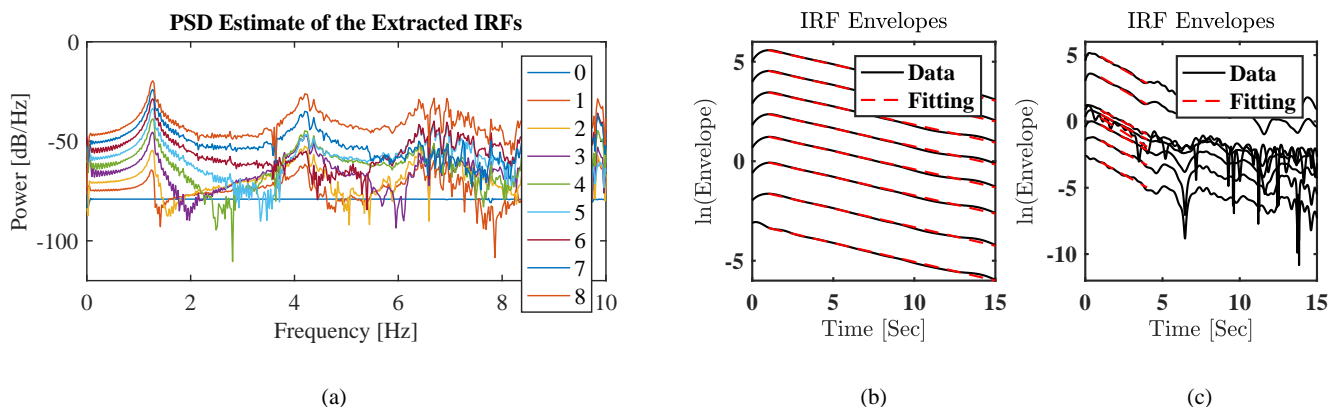 PSD Estimate of the Extracted IRFs
0
-50
-100
Power [dB/Hz]
0 2 4 6 8 10
Frequency [Hz]
0
1
2
3
4
5
6
7
8
(a)
IRF Envelopes
5
0
-5
ln(Envelope)
0 5 10 15
Time [Sec]
Data
Fitting
(b)
IRF Envelopes
5
0
-5
-10
ln(Envelope)
0 5 10 15
Time [Sec]
Data
Fitting
(c)